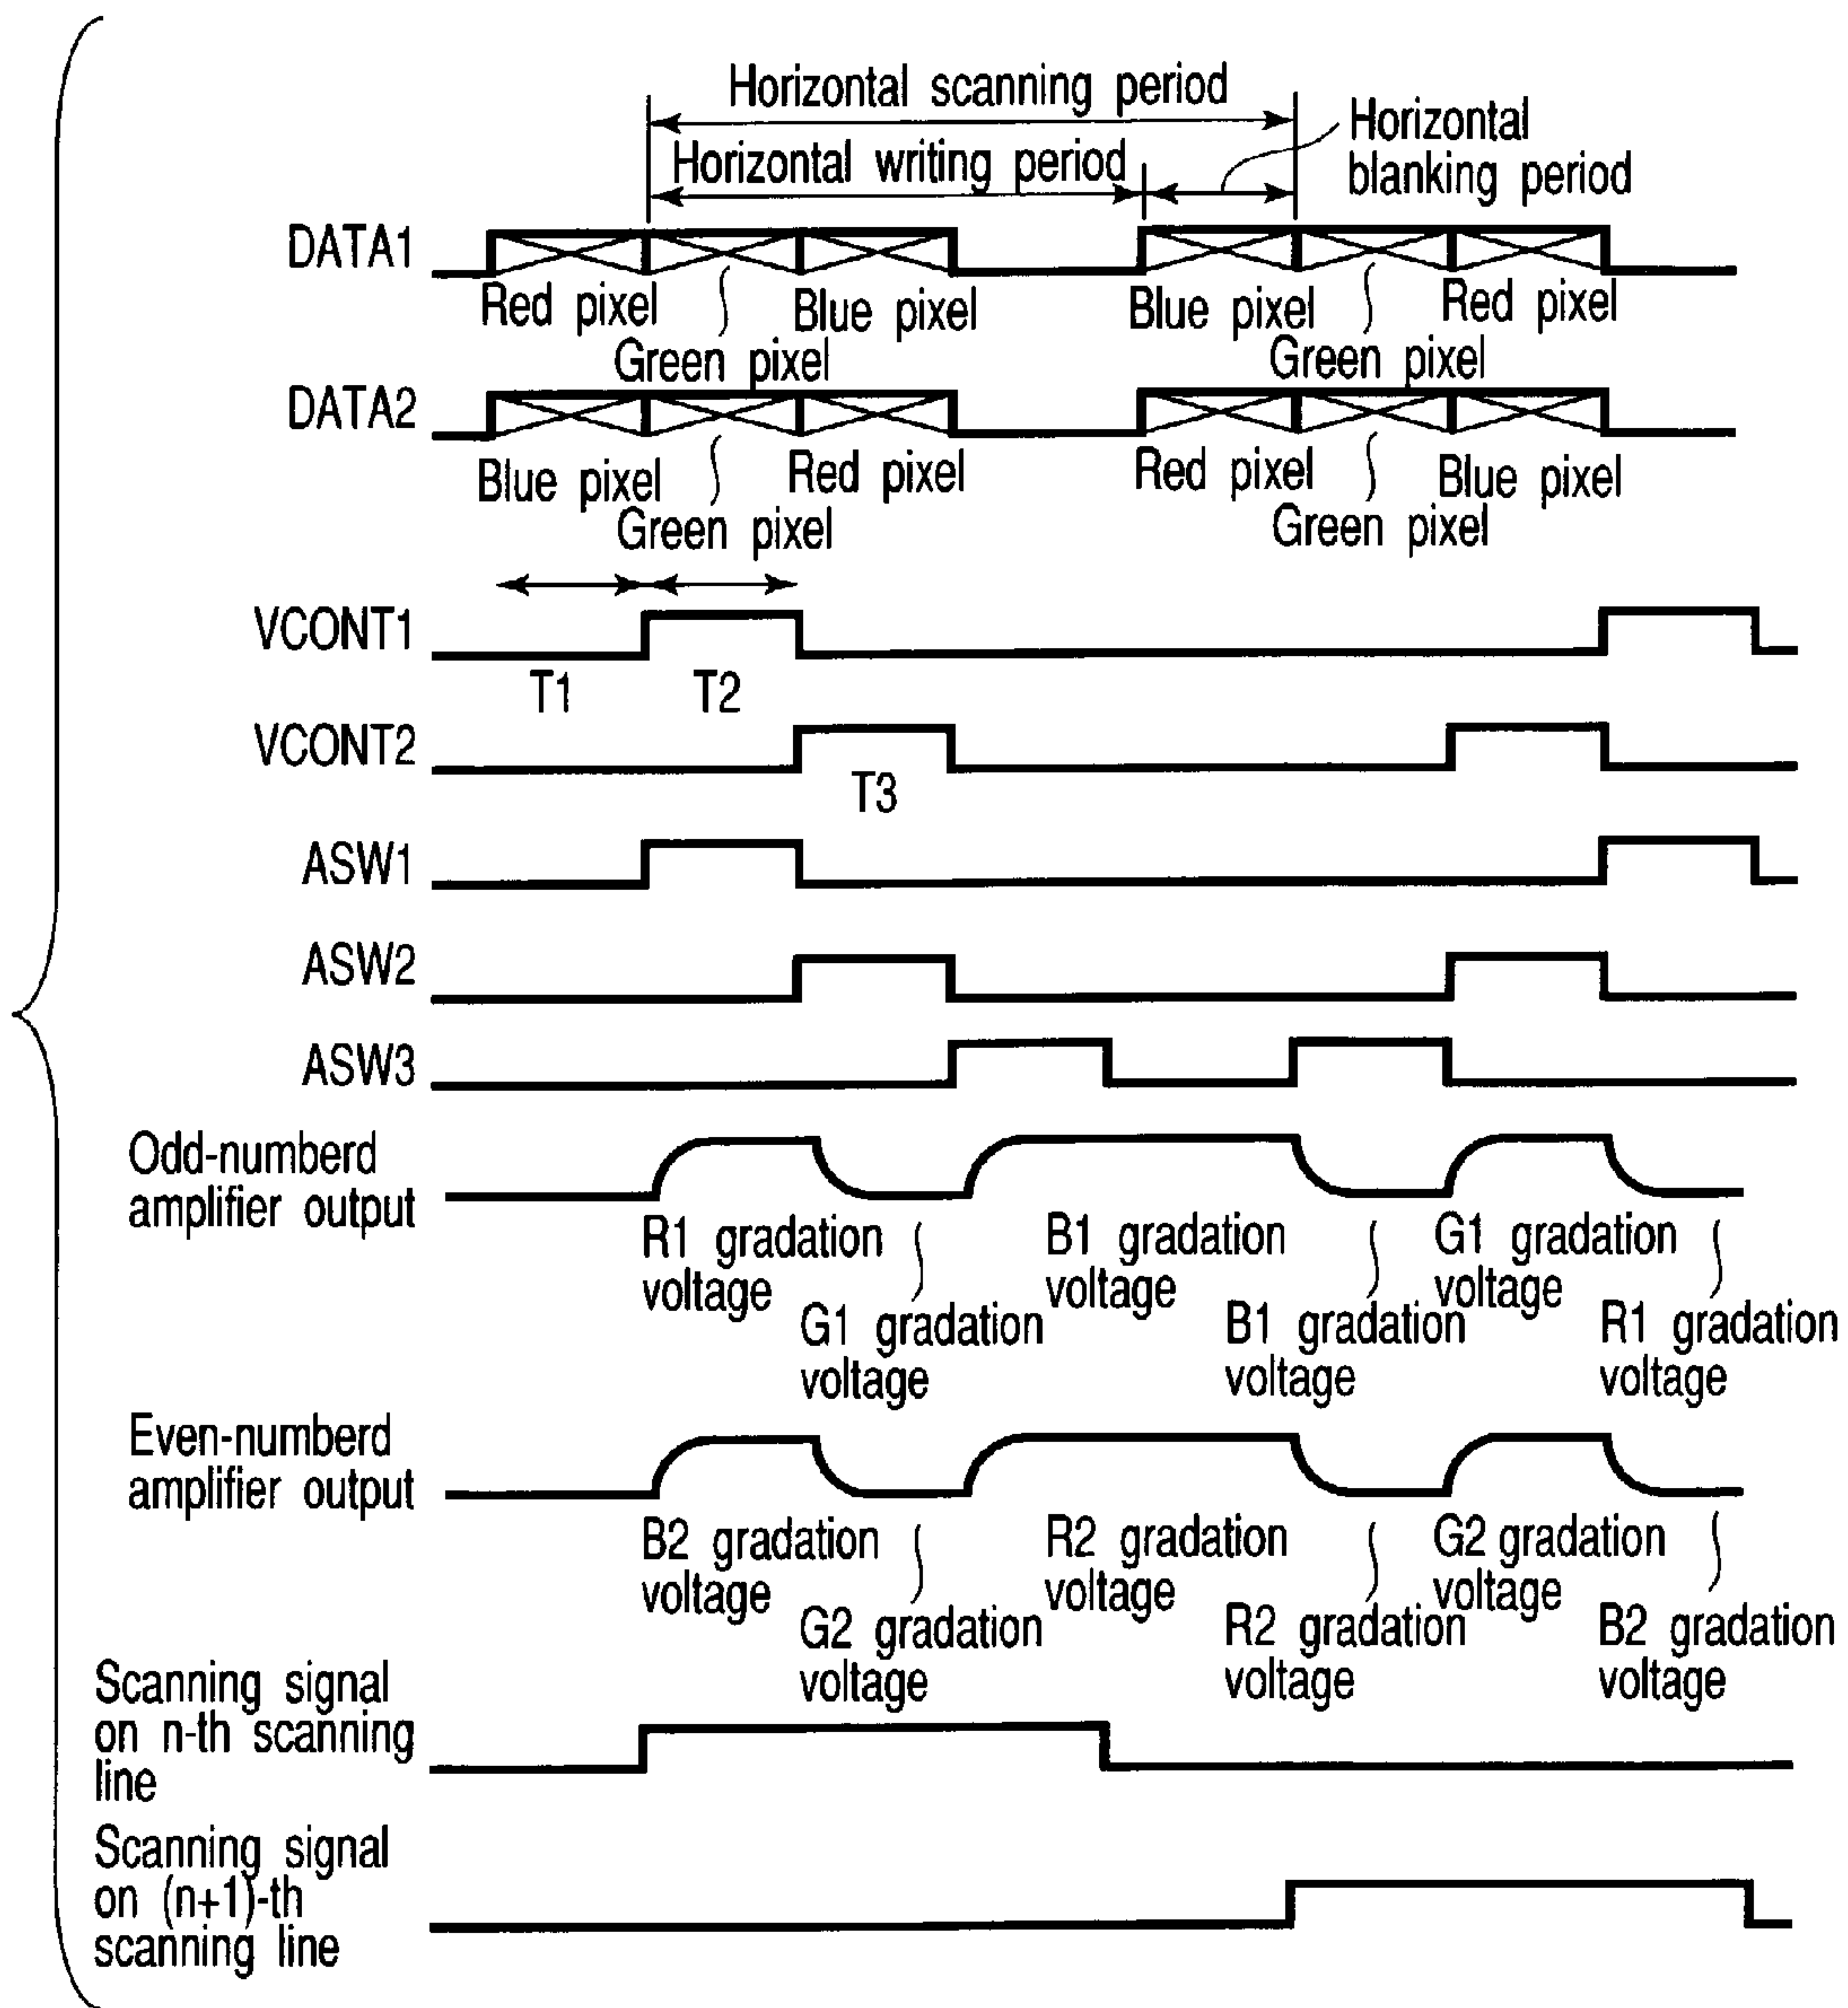 Horizontal scanning period
Horizontal
blanking period
Horizontal writing period
DATA1
Red pixel
Blue pixel
Blue pixel
Red pixel
Green pixel
Green pixel
DATA2
Blue pixel
Red pixel
Red pixel
Blue pixel
Green pixel
Green pixel
VCONT1
T1
T2
VCONT2
T3
ASW1
ASW2
ASW3
Odd-numberd
amplifier output
R1 gradation
voltage
B1 gradation
voltage
G1 gradation
voltage
G1 gradation
voltage
B1 gradation
voltage
R1 gradation
voltage
Even-numberd
amplifier output
B2 gradation
voltage
R2 gradation
voltage
G2 gradation
voltage
G2 gradation
voltage
R2 gradation
voltage
B2 gradation
voltage
Scanning signal
on n-th scanning
line
Scanning signal
on (n+1)-th
scanning line